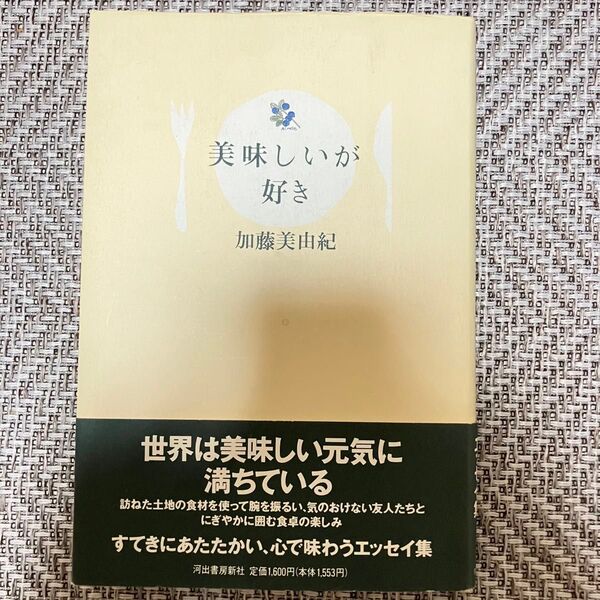 美味しいが
好き
加藤美由紀
世界は美味しい元気に
満ちている
訪ねた土地の食材を使って腕を振るい、気のおけない友人たちと
にぎやかに囲む食卓の楽しみ
すてきにあたたかい、心で味わうエッセイ集
河出書房新社 定価1,600円(本体1,553円)